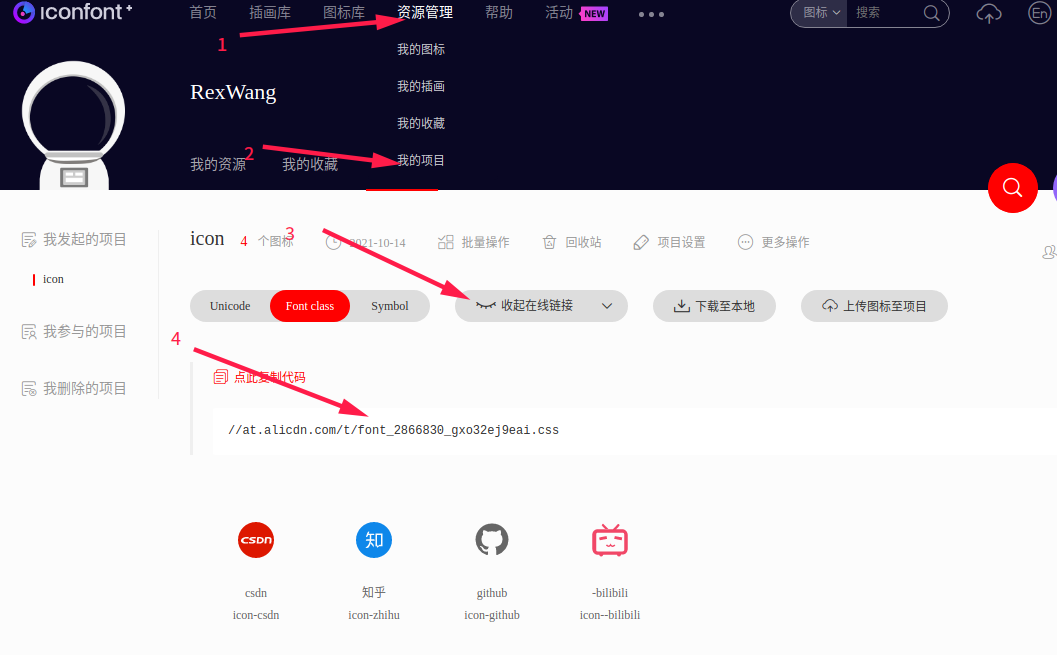 iconfont+
首页 插画库 图标库 资源管理 帮助 活动 NEW
图标 搜索 En
1
我的图标
我的插画
RexWang
我的收藏
2
我的资源 我的收藏 我的项目
我发起的项目
icon 4 个图标 3 2021-10-14 批量操作 回收站 项目设置 更多操作
icon
Unicode Font class Symbol 收起在线链接 下载至本地 上传图标至项目
我参与的项目
4
点此复制代码
我删除的项目
//at.alicdn.com/t/font_2866830_gxo32ej9eai.css
CSDN 知
csdn 知乎 github -bilibili
icon-csdn icon-zhihu icon-github icon--bilibili